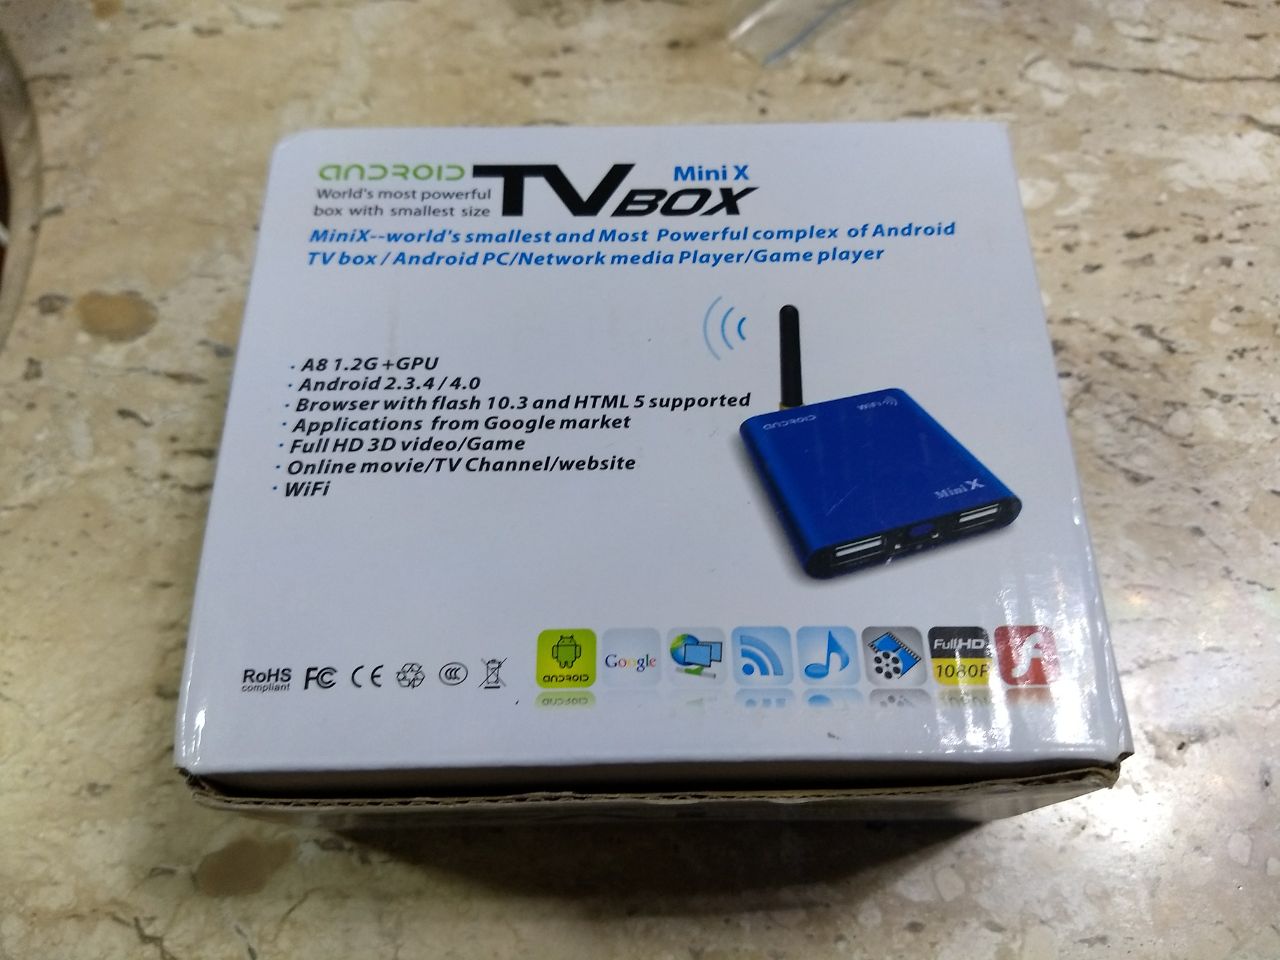 ANDROID TV BOX Mini X
World's most powerful
box with smallest size
MiniX--world's smallest and Most Powerful complex of Android
TV box / Android PC/Network media Player/Game player
· A8 1.2G +GPU
· Android 2.3.4 / 4.0
· Browser with flash 10.3 and HTML 5 supported
· Applications from Google market
· Full HD 3D video/Game
· Online movie/TV Channel/website
· WiFi
ANDROID
WiFi
Mini X
RoHS
compliant
FC CE
CCC
ANDROID
Google
Full HD
1080P